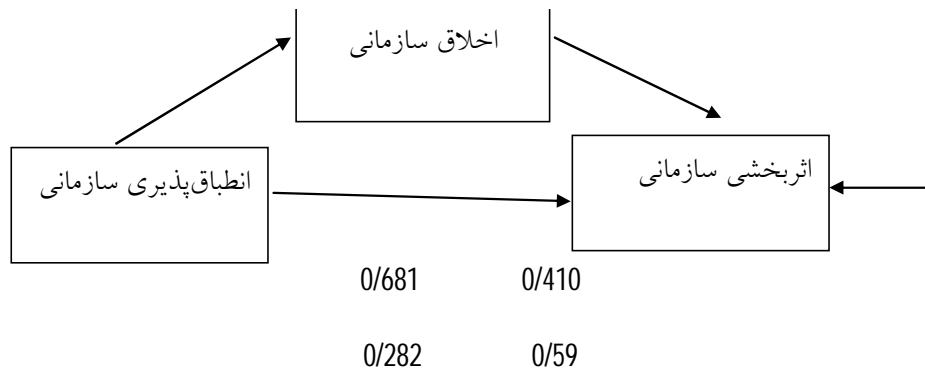 اخلاق سازمانی
اثربخشی سازمانی
انطباق‌پذیری سازمانی
0/681
0/410
0/282
0/59